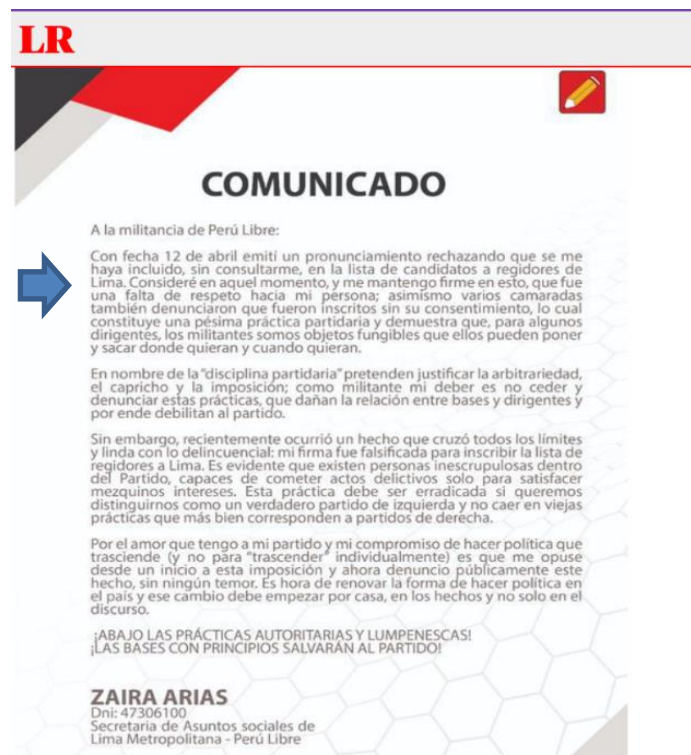 LR
COMUNICADO
A la militancia de Perú Libre:
Con fecha 12 de abril emití un pronunciamiento rechazando que se me
haya incluido, sin consultarme, en la lista de candidatos a regidores de
Lima. Consideré en aquel momento, y me mantengo firme en esto, que fue
una falta de respeto hacia mi persona; asimismo varios camaradas
también denunciaron que fueron inscritos sin su consentimiento, lo cual
constituye una pésima práctica partidaria y demuestra que, para algunos
dirigentes, los militantes somos objetos fungibles que ellos pueden poner
y sacar donde quieran y cuando quieran.
En nombre de la "disciplina partidaria" pretenden justificar la arbitrariedad,
el capricho y la imposición; como militante mi deber es no ceder y
denunciar estas prácticas, que dañan la relación entre bases y dirigentes y
por ende debilitan al partido.
Sin embargo, recientemente ocurrió un hecho que cruzó todos los límites
y linda con lo delincuencial: mi firma fue falsificada para inscribir la lista de
regidores a Lima. Es evidente que existen personas inescrupulosas dentro
del Partido, capaces de cometer actos delictivos solo para satisfacer
mezquinos intereses. Esta práctica debe ser erradicada si queremos
distinguirnos como un verdadero partido de izquierda y no caer en viejas
prácticas que más bien corresponden a partidos de derecha.
Por el amor que tengo a mi partido y mi compromiso de hacer política que
trasciende (y no para "trascender" individualmente) es que me opuse
desde un inicio a esta imposición y ahora denuncio públicamente este
hecho, sin ningún temor. Es hora de renovar la forma de hacer política en
el país y ese cambio debe empezar por casa, en los hechos y no solo en el
discurso.
¡ABAJO LAS PRÁCTICAS AUTORITARIAS Y LUMPENESCAS!
¡LAS BASES CON PRINCIPIOS SALVARÁN AL PARTIDO!
ZAIRA ARIAS
Dni: 47306100
Secretaria de Asuntos sociales de
Lima Metropolitana - Perú Libre